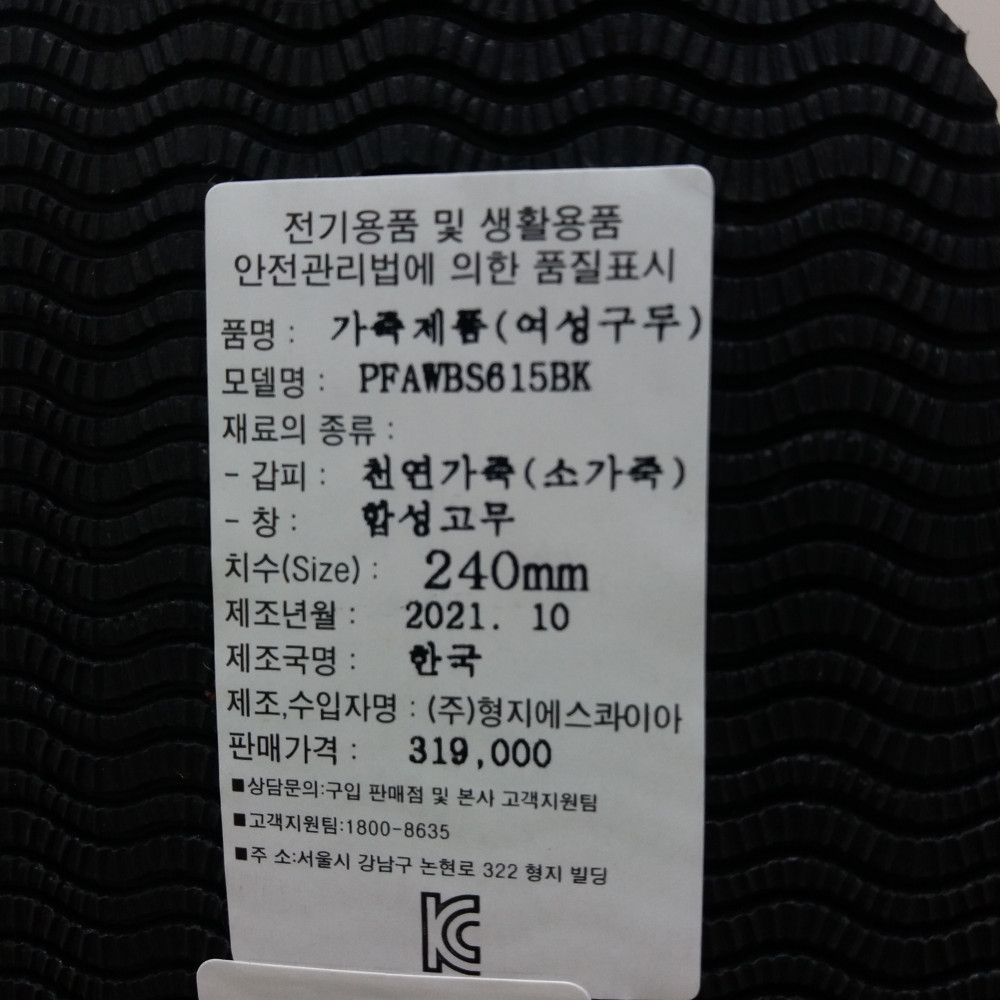 전기용품 및 생활용품
안전관리법에 의한 품질표시
품명 : 가죽제품(여성구두)
모델명 : PFAWBS615BK
재료의 종류 :
- 갑피 : 천연가죽(소가죽)
- 창 : 합성고무
치수(Size) : 240mm
제조년월 : 2021. 10
제조국명 : 한국
제조,수입자명 : (주)형지에스콰이아
판매가격 : 319,000
■상담문의:구입 판매점 및 본사 고객지원팀
■고객지원팀:1800-8635
■주 소:서울시 강남구 논현로 322 형지 빌딩
KC